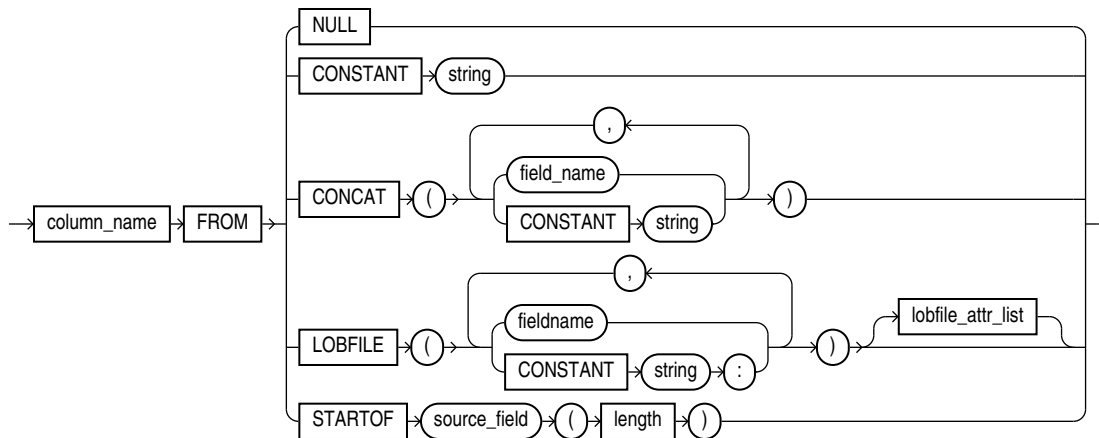 NULL
CONSTANT string
,
field_name
CONCAT ( )
CONSTANT string
column_name FROM
,
fieldname
lobfile_attr_list
LOBFILE ( )
CONSTANT string :
STARTOF source_field ( length )